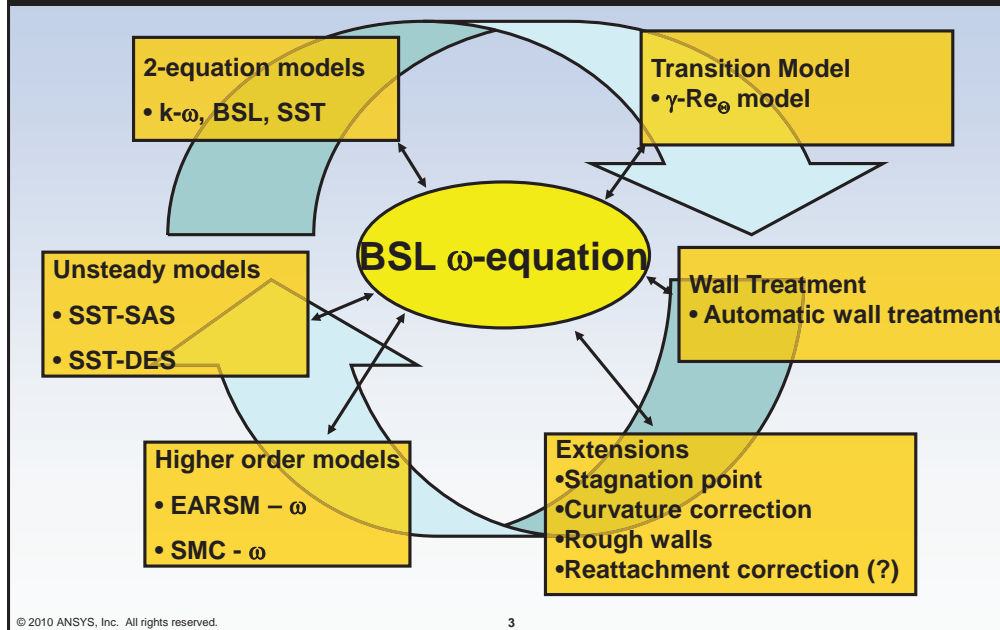 2-equation models
• k-ω, BSL, SST
Transition Model
• γ-ReΘ model
BSL ω-equation
Unsteady models
• SST-SAS
• SST-DES
Wall Treatment
• Automatic wall treatment
Higher order models
• EARSM – ω
• SMC - ω
Extensions
•Stagnation point
•Curvature correction
•Rough walls
•Reattachment correction (?)
© 2010 ANSYS, Inc. All rights reserved.
3